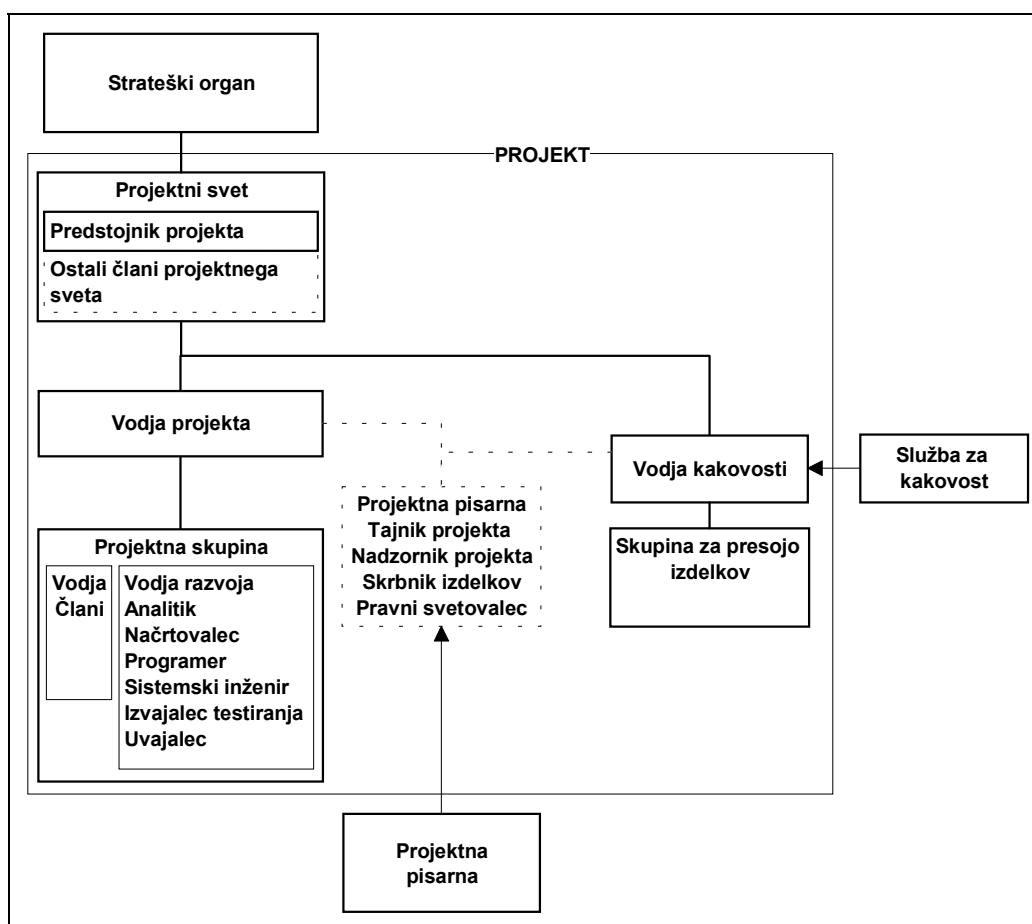 Strateški organ
PROJEKT
Projektni svet
Predstojnik projekta
Ostali člani projektnega
sveta
Vodja projekta
Vodja kakovosti
Služba za
kakovost
Projektna pisarna
Tajnik projekta
Nadzornik projekta
Skrbnik izdelkov
Pravni svetovalec
Skupina za presojo
izdelkov
Projektna skupina
Vodja
Člani
Vodja razvoja
Analitik
Načrtovalec
Programer
Sistemski inženir
Izvajalec testiranja
Uvajalec
Projektna
pisarna